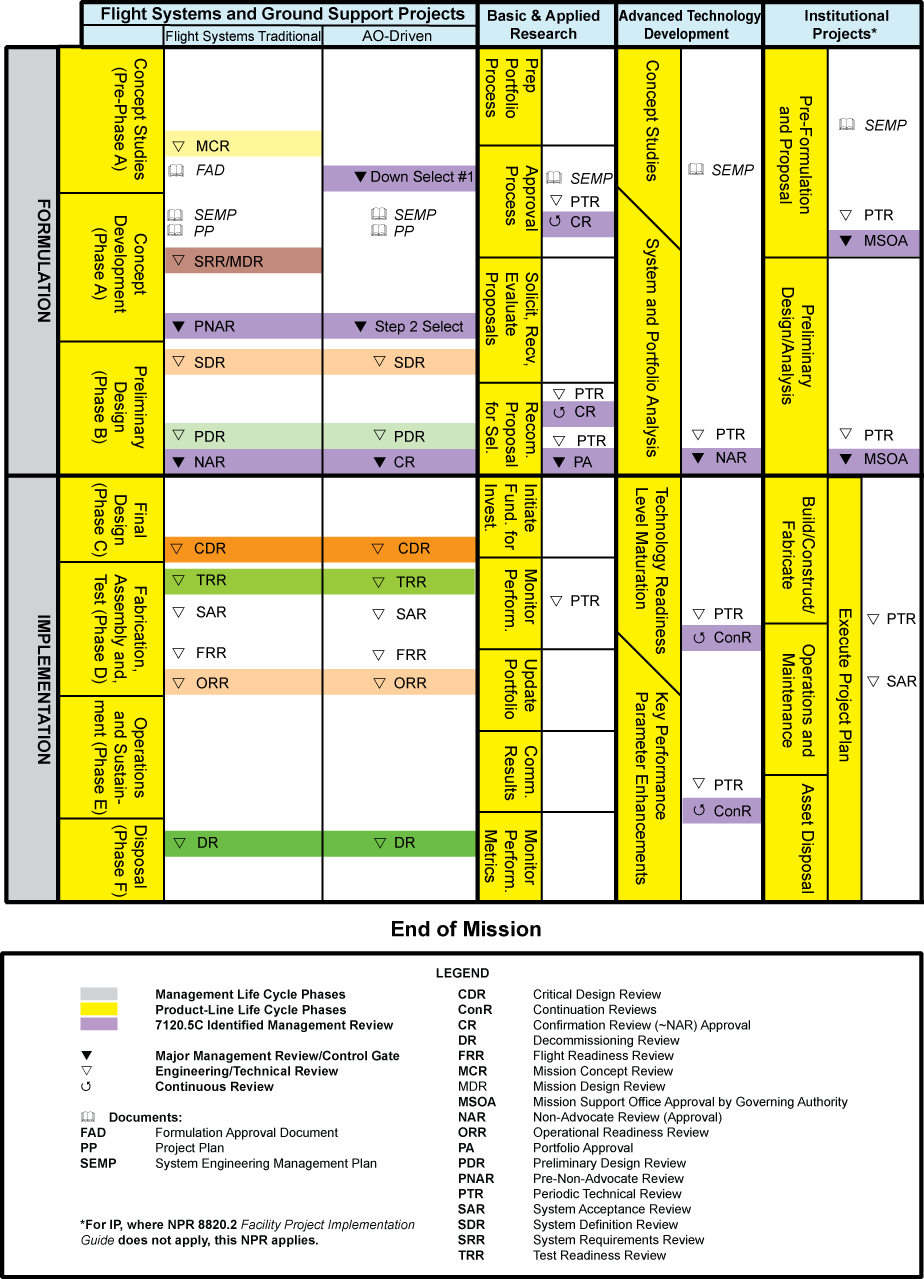 Flight Systems and Ground Support Projects
Flight Systems Traditional
AO-Driven
Basic & Applied
Research
Advanced Technology
Development
Institutional
Projects*
FORMULATION
IMPLEMENTATION
Concept Studies
(Pre-Phase A)
Concept
Development
(Phase A)
Preliminary
Design
(Phase B)
Final
Design
(Phase C)
Fabrication,
Assembly and,
Test (Phase D)
Operations
and Sustain-
ment (Phase E)
Disposal
(Phase F)
▽ MCR
FAD
SEMP
PP
▽ SRR/MDR
▼ PNAR
▽ SDR
▽ PDR
▼ NAR
▽ CDR
▽ TRR
▽ SAR
▽ FRR
▽ ORR
▽ DR
▼ Down Select #1
SEMP
PP
▼ Step 2 Select
▽ SDR
▽ PDR
▼ CR
▽ CDR
▽ TRR
▽ SAR
▽ FRR
▽ ORR
▽ DR
Prep
Portfolio
Process
Approval
Process
Solicit, Recv,
Evaluate
Proposals
Recom.
Proposal
for Sel.
Initiate
Fund. for
Invest.
Monitor
Perform.
Update
Portfolio
Comm.
Results
Monitor
Perform.
Metrics
SEMP
▽ PTR
↺ CR
▽ PTR
↺ CR
▽ PTR
▼ PA
▽ PTR
Concept Studies
System and Portfolio Analysis
Technology Readiness
Level Maturation
Key Performance
Parameter Enhancements
SEMP
▽ PTR
▼ NAR
▽ PTR
↺ ConR
▽ PTR
↺ ConR
Pre-Formulation
and Proposal
Preliminary
Design/Analysis
Build/Construct/
Fabricate
Operations and
Maintenance
Asset Disposal
Execute Project Plan
SEMP
▽ PTR
▼ MSOA
▽ PTR
▼ MSOA
▽ PTR
▽ SAR
End of Mission
LEGEND
Management Life Cycle Phases
Product-Line Life Cycle Phases
7120.5C Identified Management Review
▼ Major Management Review/Control Gate
▽ Engineering/Technical Review
↺ Continuous Review
Documents:
FAD Formulation Approval Document
PP Project Plan
SEMP System Engineering Management Plan
*For IP, where NPR 8820.2 Facility Project Implementation
Guide does not apply, this NPR applies.
CDR Critical Design Review
ConR Continuation Reviews
CR Confirmation Review (~NAR) Approval
DR Decommissioning Review
FRR Flight Readiness Review
MCR Mission Concept Review
MDR Mission Design Review
MSOA Mission Support Office Approval by Governing Authority
NAR Non-Advocate Review (Approval)
ORR Operational Readiness Review
PA Portfolio Approval
PDR Preliminary Design Review
PNAR Pre-Non-Advocate Review
PTR Periodic Technical Review
SAR System Acceptance Review
SDR System Definition Review
SRR System Requirements Review
TRR Test Readiness Review